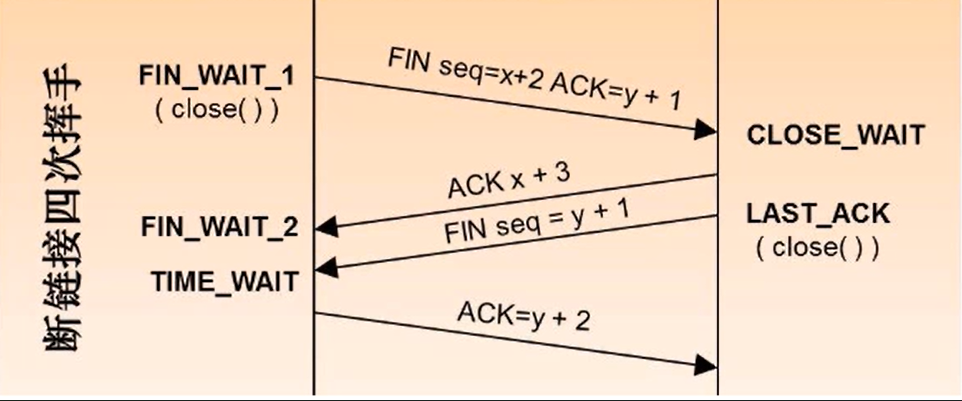 断链接四次挥手
FIN_WAIT_1
( close( ) )
FIN seq=x+2 ACK=y + 1
CLOSE_WAIT
ACK x + 3
FIN_WAIT_2
FIN seq = y + 1
LAST_ACK
( close( ) )
TIME_WAIT
ACK=y + 2